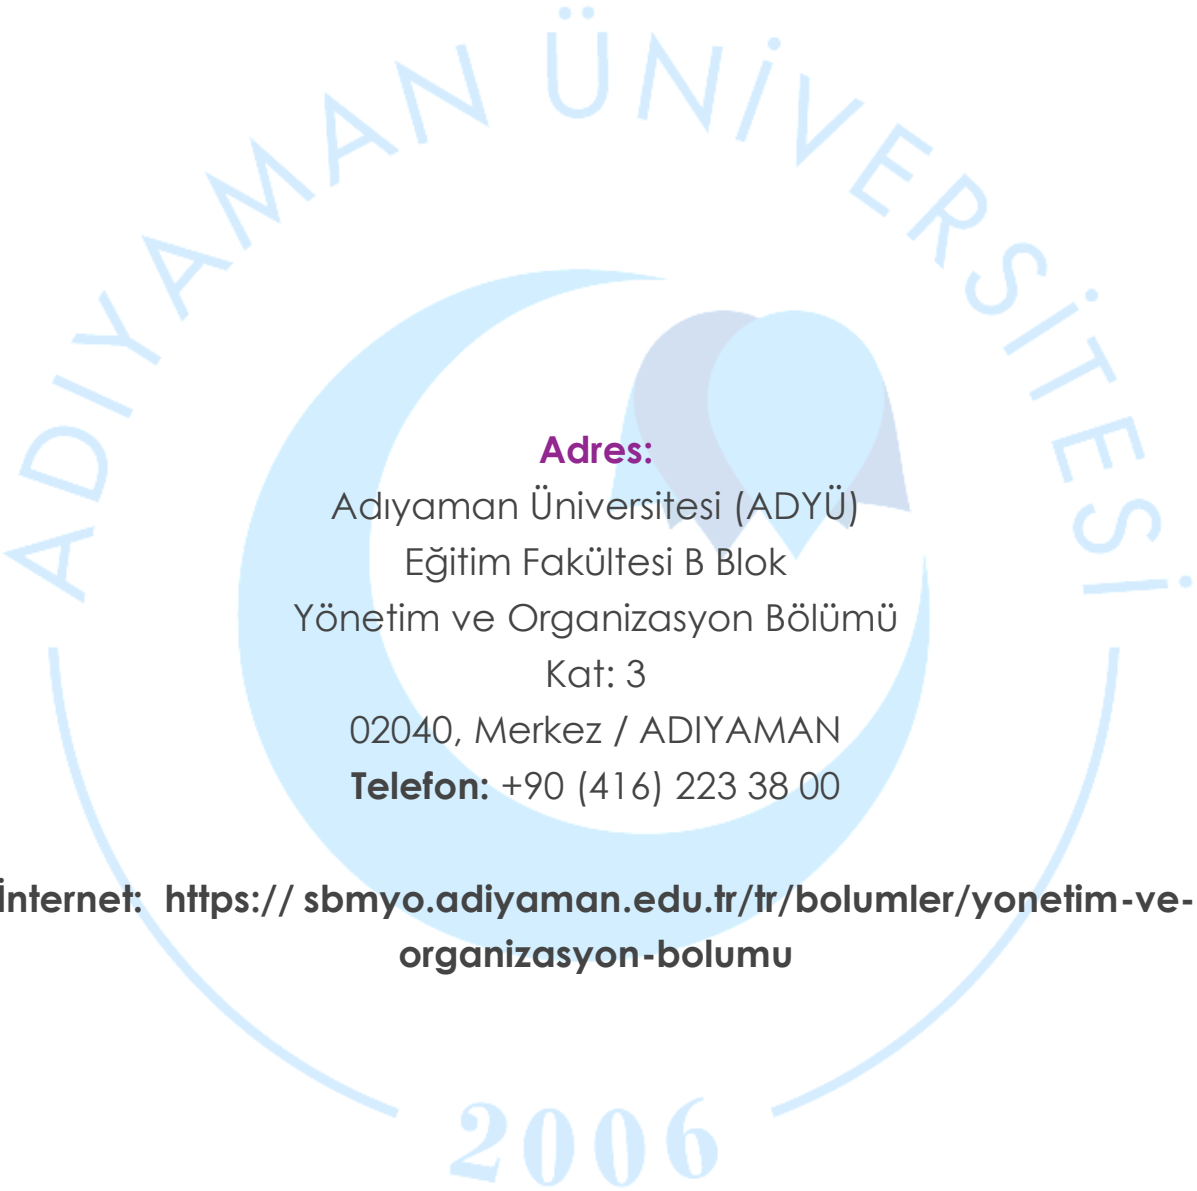 ADIYAMAN ÜNİVERSİTESİ
Adres:
Adıyaman Üniversitesi (ADYÜ)
Eğitim Fakültesi B Blok
Yönetim ve Organizasyon Bölümü
Kat: 3
02040, Merkez / ADIYAMAN
Telefon: +90 (416) 223 38 00
İnternet: https:// sbmyo.adiyaman.edu.tr/tr/bolumler/yonetim-ve-
organizasyon-bolumu
2006